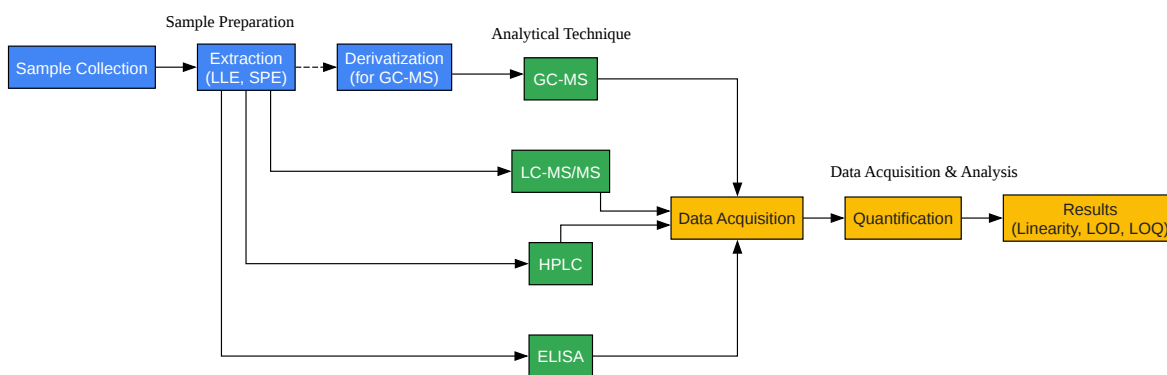 Sample Preparation
Analytical Technique
Sample Collection
Extraction
(LLE, SPE)
Derivatization
(for GC-MS)
GC-MS
LC-MS/MS
Data Acquisition & Analysis
Data Acquisition
Quantification
Results
(Linearity, LOD, LOQ)
HPLC
ELISA